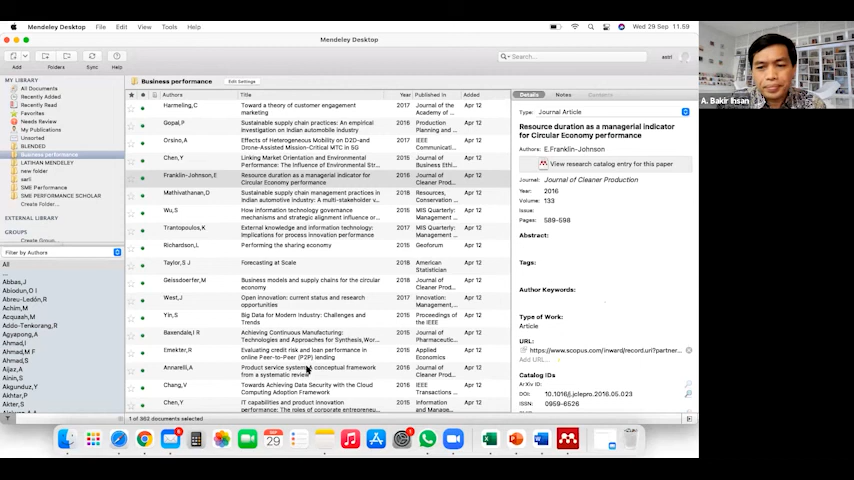 Mendeley Desktop File Edit View Tools Help
Wed 29 Sep 11.59
Mendeley Desktop
Add Folders Sync Help
Search...
astri
MY LIBRARY
All Documents
Recently Added
Recently Read
Favorites
Needs Review
My Publications
Unsorted
BLENDED
Business performance
LATIHAN MENDELEY
new folder
sarli
SME Performance
SME PERFORMANCE SCHOLAR
Create Folder...
EXTERNAL LIBRARY
GROUPS
Create Group...
Filter by Authors
All
Abbas,J
Abiodun,O I
Abreu-Ledón,R
Achim,M
Acquaah,M
Addo-Tenkorang,R
Agyapong,A
Ahmad,I
Ahmad,M F
Ahmad,S
Aijaz,A
Ainin,S
Akgunduz,Y
Akhtar,P
Akter,S
Business performance Edit Settings
Authors Title Year Published in Added
Harmeling,C Toward a theory of customer engagement marketing 2017 Journal of the Academy of... Apr 12
Gopal,P Sustainable supply chain practices: An empirical investigation on Indian automobile industry 2016 Production Planning and ... Apr 12
Orsino,A Effects of Heterogeneous Mobility on D2D-and Drone-Assisted Mission-Critical MTC in 5G 2017 IEEE Communicati... Apr 12
Chen,Y Linking Market Orientation and Environmental Performance: The Influence of Environmental Str... 2015 Journal of Business Ethi... Apr 12
Franklin-Johnson,E Resource duration as a managerial indicator for Circular Economy performance 2016 Journal of Cleaner Prod... Apr 12
Mathivathanan,D Sustainable supply chain management practices in Indian automotive industry: A multi-stakeholder v... 2018 Resources, Conservation ... Apr 12
Wu,S How information technology governance mechanisms and strategic alignment influence or... 2015 MIS Quarterly: Management ... Apr 12
Trantopoulos,K External knowledge and information technology: Implications for process innovation performance 2017 MIS Quarterly: Management ... Apr 12
Richardson,L Performing the sharing economy 2015 Geoforum Apr 12
Taylor,S J Forecasting at Scale 2018 American Statistician Apr 12
Geissdoerfer,M Business models and supply chains for the circular economy 2018 Journal of Cleaner Prod... Apr 12
West,J Open innovation: current status and research opportunities 2017 Innovation: Management,... Apr 12
Yin,S Big Data for Modern Industry: Challenges and Trends 2015 Proceedings of the IEEE Apr 12
Baxendale,I R Achieving Continuous Manufacturing: Technologies and Approaches for Synthesis, Wor... 2015 Journal of Pharmaceutic... Apr 12
Emekter,R Evaluating credit risk and loan performance in online Peer-to-Peer (P2P) lending 2015 Applied Economics Apr 12
Annarelli,A Product service system: A conceptual framework from a systematic review 2016 Journal of Cleaner Prod... Apr 12
Chang,V Towards Achieving Data Security with the Cloud Computing Adoption Framework 2016 IEEE Transactions ... Apr 12
Chen,Y IT capabilities and product innovation performance: The roles of corporate entrepreneu... 2015 Information and Manage... Apr 12
1 of 362 documents selected
Details Notes Contents
Type: Journal Article
Resource duration as a managerial indicator
for Circular Economy performance
Authors: E.Franklin-Johnson
View research catalog entry for this paper
Journal: Journal of Cleaner Production
Year: 2016
Volume: 133
Issue:
Pages: 589-598
Abstract:
Tags:
Author Keywords:
Type of Work:
Article
URL:
https://www.scopus.com/inward/record.uri?partner...
Add URL...
Catalog IDs
ArXiv ID:
DOI: 10.1016/j.jclepro.2016.05.023
ISSN: 0959-6526
A. Bakir Ihsan
SEP
29